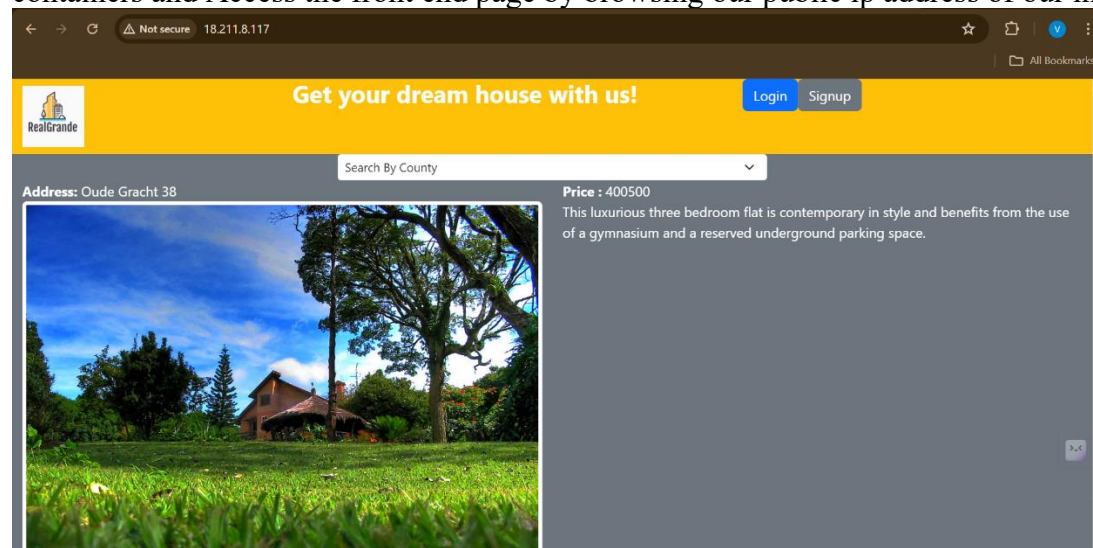 containers and Access the front end page by browsing our public ip address of our in
Not secure 18.211.8.117
V
All Bookmarks
Get your dream house with us!
Login Signup
RealGrande
Search By County
Address: Oude Gracht 38
Price : 400500
This luxurious three bedroom flat is contemporary in style and benefits from the use
of a gymnasium and a reserved underground parking space.